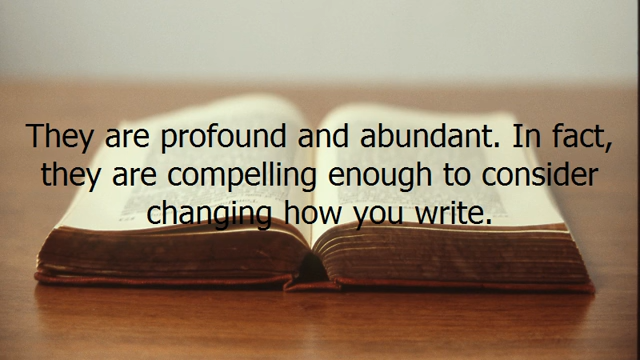 They are profound and abundant. In fact,
they are compelling enough to consider
changing how you write.